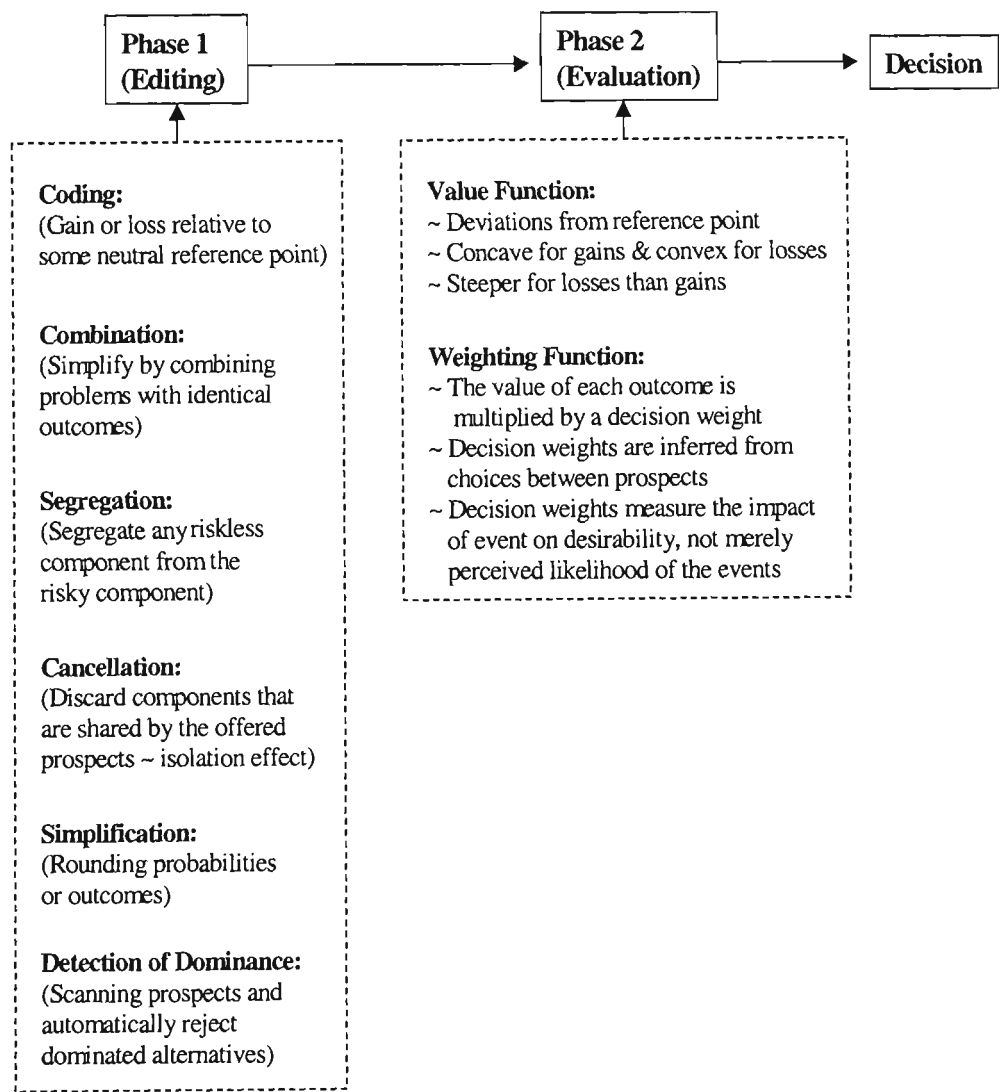 Phase 1
(Editing)
Phase 2
(Evaluation)
Decision
Coding:
(Gain or loss relative to
some neutral reference point)
Combination:
(Simplify by combining
problems with identical
outcomes)
Segregation:
(Segregate any riskless
component from the
risky component)
Cancellation:
(Discard components that
are shared by the offered
prospects ~ isolation effect)
Simplification:
(Rounding probabilities
or outcomes)
Detection of Dominance:
(Scanning prospects and
automatically reject
dominated alternatives)
Value Function:
~ Deviations from reference point
~ Concave for gains & convex for losses
~ Steeper for losses than gains
Weighting Function:
~ The value of each outcome is
multiplied by a decision weight
~ Decision weights are inferred from
choices between prospects
~ Decision weights measure the impact
of event on desirability, not merely
perceived likelihood of the events